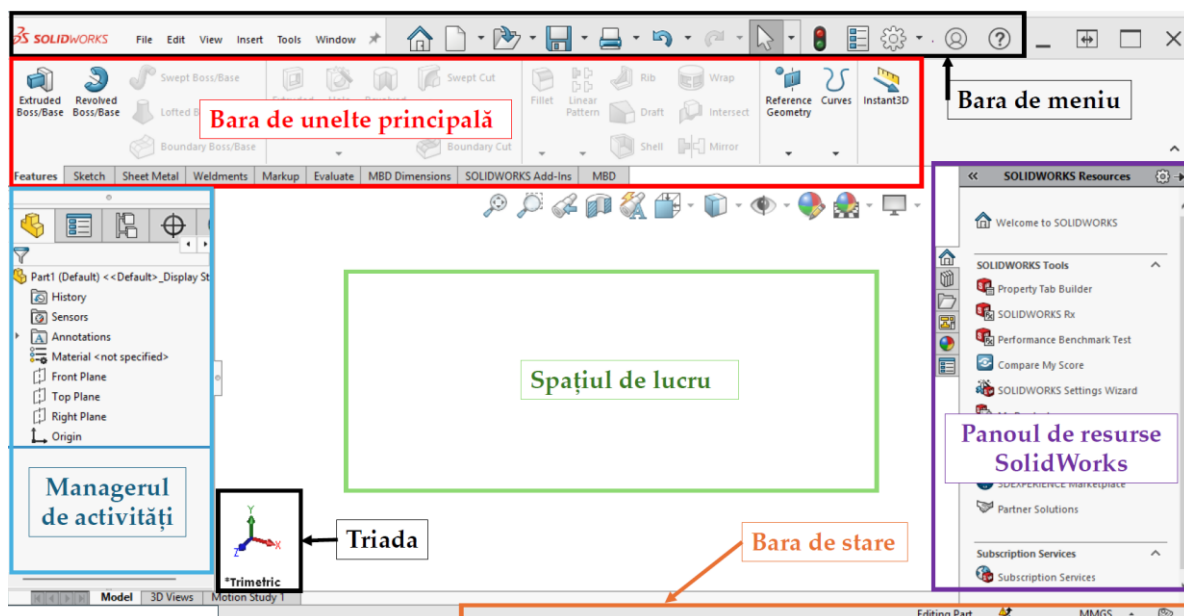 SOLIDWORKS File Edit View Insert Tools Window
Bara de meniu
Extruded Boss/Base
Revolved Boss/Base
Swept Boss/Base
Lofted
Boundary Boss/Base
Bara de unelte principală
Swept Cut
Boundary Cut
Fillet
Linear Pattern
Rib
Draft
Shell
Wrap
Intersect
Mirror
Reference Geometry
Curves
Instant3D
Features Sketch Sheet Metal Weldments Markup Evaluate MBD Dimensions SOLIDWORKS Add-Ins MBD
Part1 (Default) <<Default>_Display St
History
Sensors
Annotations
Material <not specified>
Front Plane
Top Plane
Right Plane
Origin
Managerul
de activități
Spațiul de lucru
Triada
Y
X
Z
*Trimetric
Bara de stare
SOLIDWORKS Resources
Welcome to SOLIDWORKS
SOLIDWORKS Tools
Property Tab Builder
SOLIDWORKS Rx
Performance Benchmark Test
Compare My Score
SOLIDWORKS Settings Wizard
Panoul de resurse
SolidWorks
3DEXPERIENCE Marketplace
Partner Solutions
Subscription Services
Subscription Services
Model 3D Views Motion Study 1
Editing Part MMGS